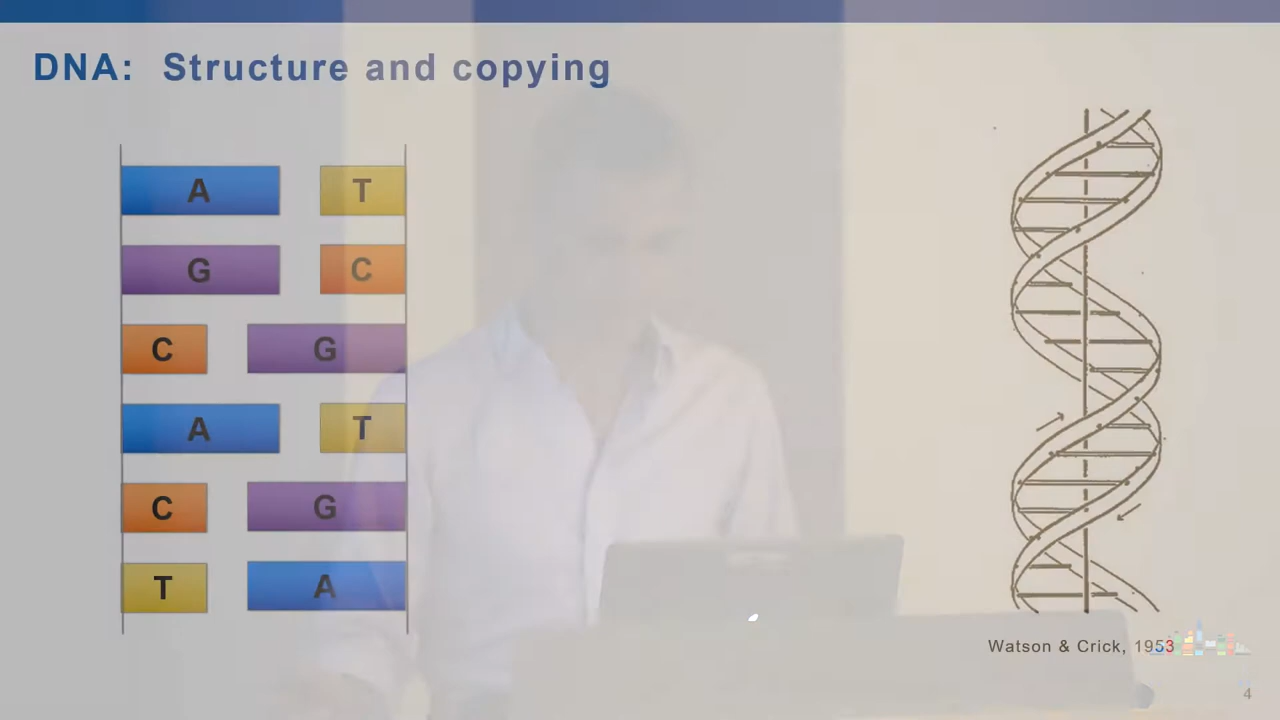 DNA: Structure and copying
A T
G C
C G
A T
C G
T A
Watson & Crick, 1953
4